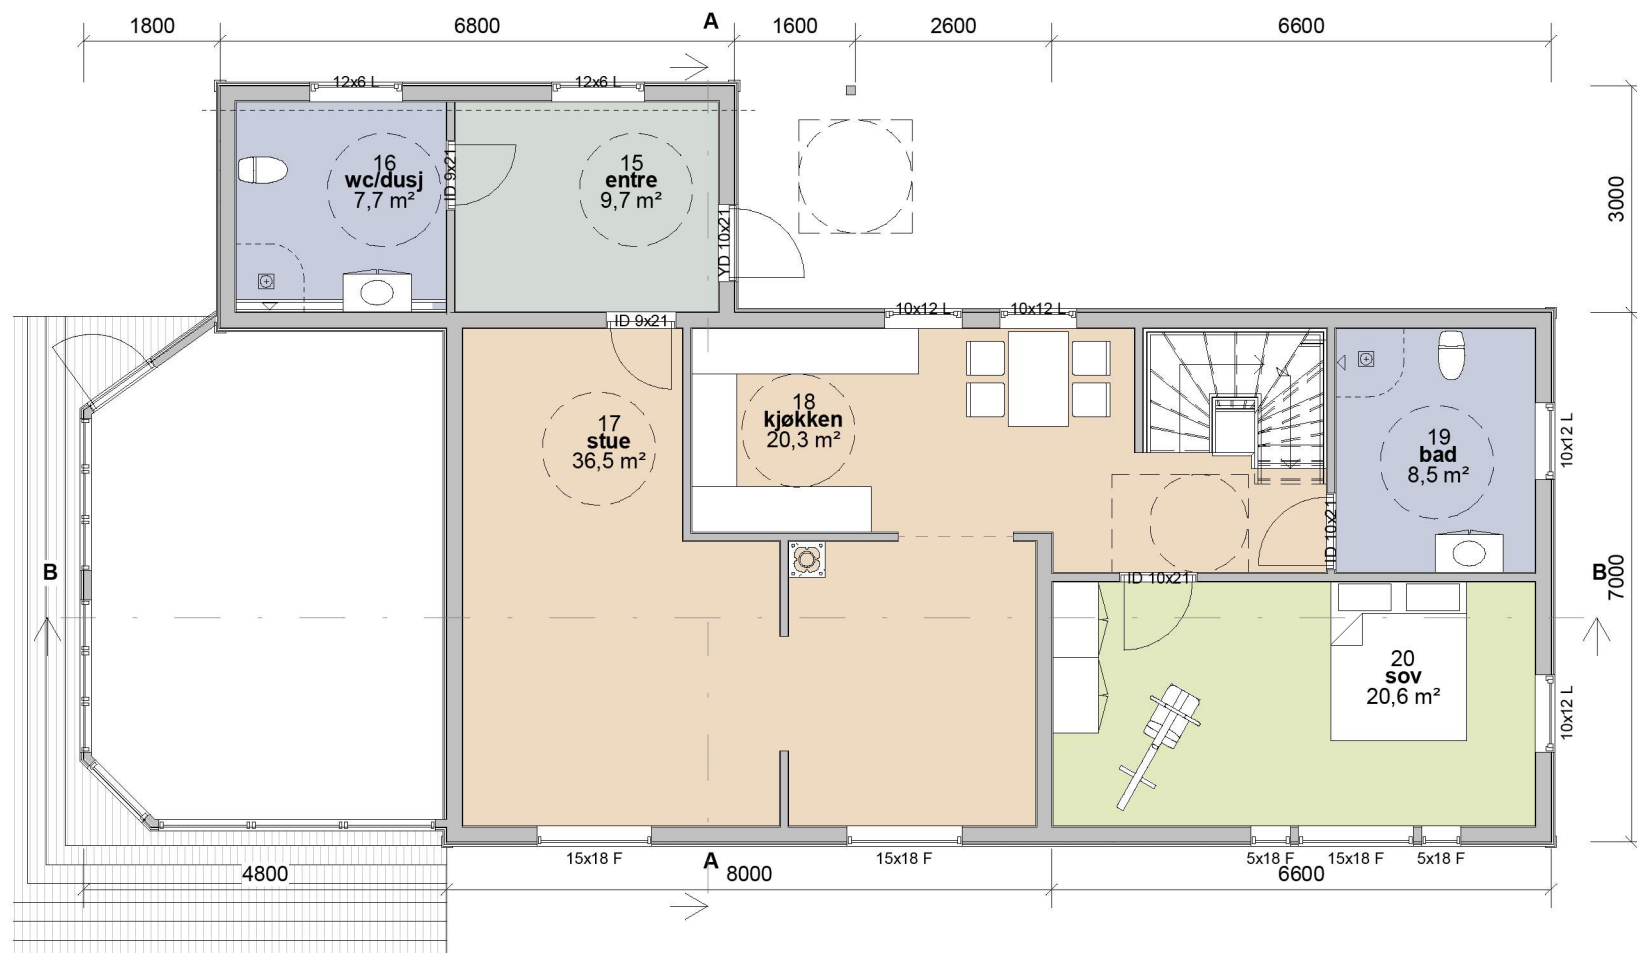 1800
6800
A
1600
2600
6600
12x6 L
12x6 L
3000
16
wc/dusj
7,7 m²
ID 9x21
15
entre
9,7 m²
YD 10x21
ID 9x21
10x12 L
10x12 L
17
stue
36,5 m²
18
kjøkken
20,3 m²
19
bad
8,5 m²
10x12 L
ID 10x21
ID 10x21
B
B
7000
20
sov
20,6 m²
10x12 L
15x18 F
A
15x18 F
5x18 F
15x18 F
5x18 F
4800
8000
6600